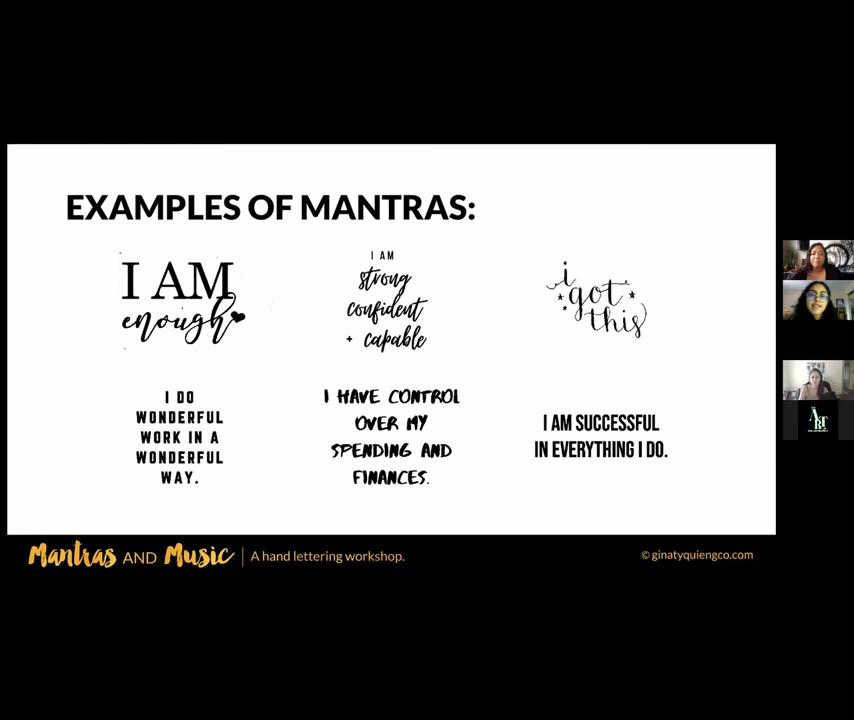 EXAMPLES OF MANTRAS:
I AM
enough
I AM
strong
confident
+ capable
i
got
this
I DO
WONDERFUL
WORK IN A
WONDERFUL
WAY.
I HAVE CONTROL
OVER MY
SPENDING AND
FINANCES.
I AM SUCCESSFUL
IN EVERYTHING I DO.
Mantras AND Music | A hand lettering workshop.
© ginatyquiengco.com
ART